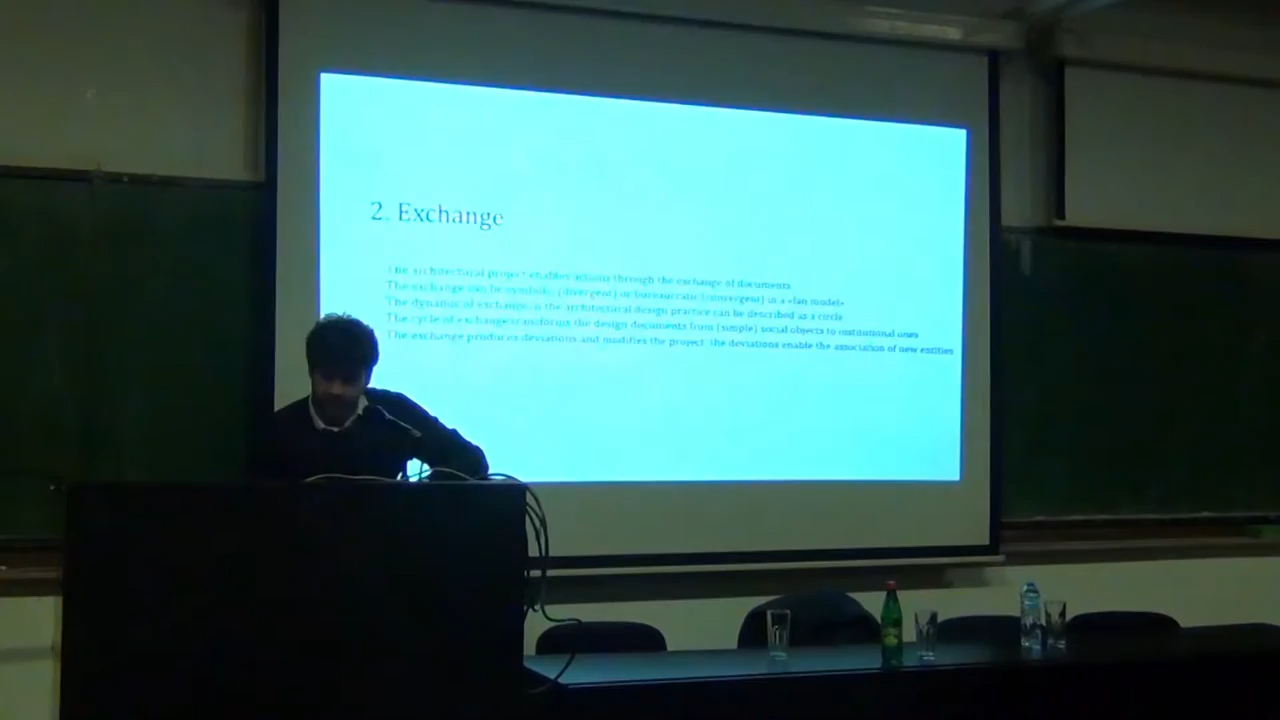 2. Exchange
The architectural project enables actions through the exchange of documents
The exchange can be symbolic (divergent) or bureaucratic (convergent) in a «fan model»
The dynamic of exchange in the architectural design practice can be described as a circle
The cycle of exchange transforms the design documents from (simple) social objects to institutional ones
The exchange produces deviations and modifies the project: the deviations enable the association of new entities